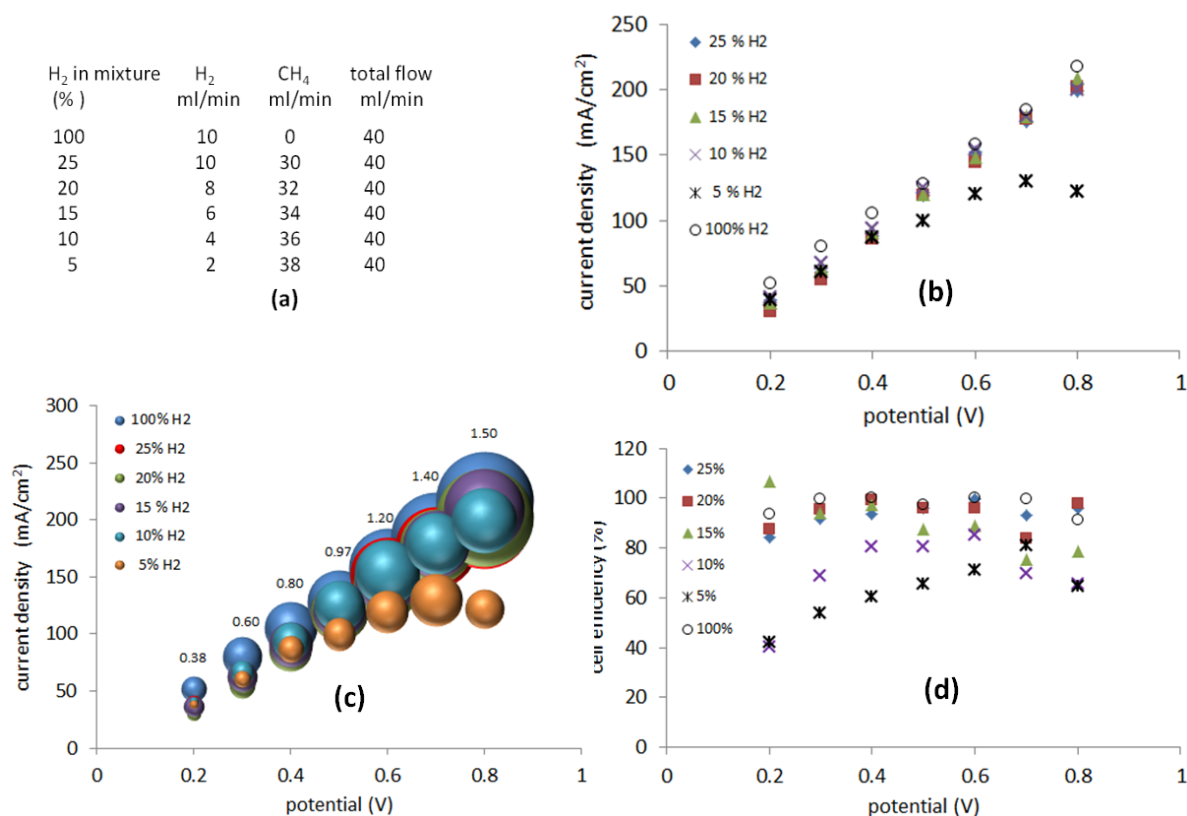 H2 in mixture H2 CH4 total flow
(% ) ml/min ml/min ml/min
100 10 0 40
25 10 30 40
20 8 32 40
15 6 34 40
10 4 36 40
5 2 38 40
(a)
current density (mA/cm2)
250
200
150
100
50
0
25 % H2
20 % H2
15 % H2
10 % H2
5 % H2
100% H2
(b)
0 0.2 0.4 0.6 0.8 1
potential (V)
current density (mA/cm2)
300
250
200
150
100
50
0
100% H2
25% H2
20% H2
15 % H2
10% H2
5% H2
0.38
0.60
0.80
0.97
1.20
1.40
1.50
(c)
0 0.2 0.4 0.6 0.8 1
potential (V)
cell efficiency (%)
120
100
80
60
40
20
0
25%
20%
15%
10%
5%
100%
(d)
0 0.2 0.4 0.6 0.8 1
potential (V)